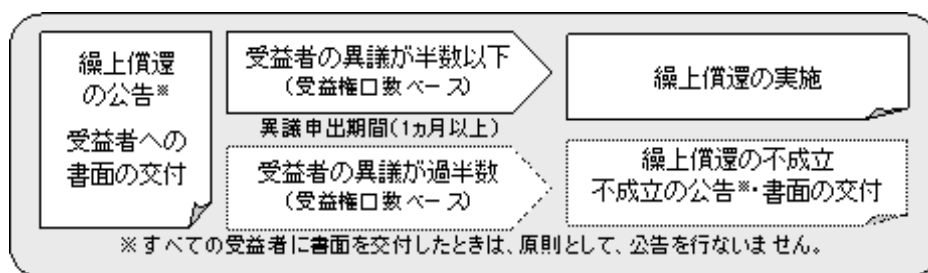 繰上償還
の公告※
受益者への
書面の交付
受益者の異議が半数以下
(受益権口数ベース)
異議申出期間(1ヵ月以上)
受益者の異議が過半数
(受益権口数ベース)
繰上償還の実施
繰上償還の不成立
不成立の公告※・書面の交付
※すべての受益者に書面を交付したときは、原則として、公告を行ないません。